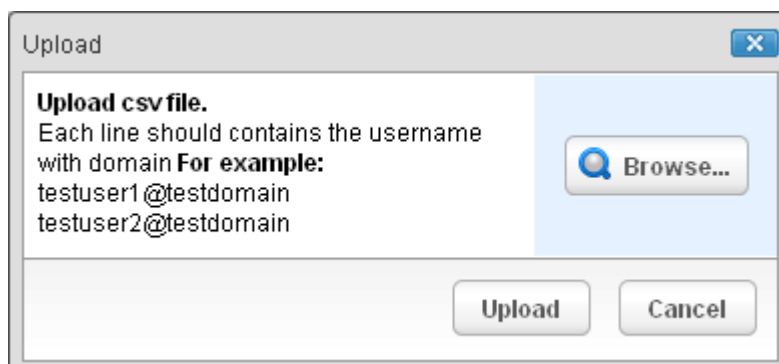 Upload
Upload csv file.
Each line should contains the username
with domain For example:
testuser1@testdomain
testuser2@testdomain
Browse...
Upload
Cancel